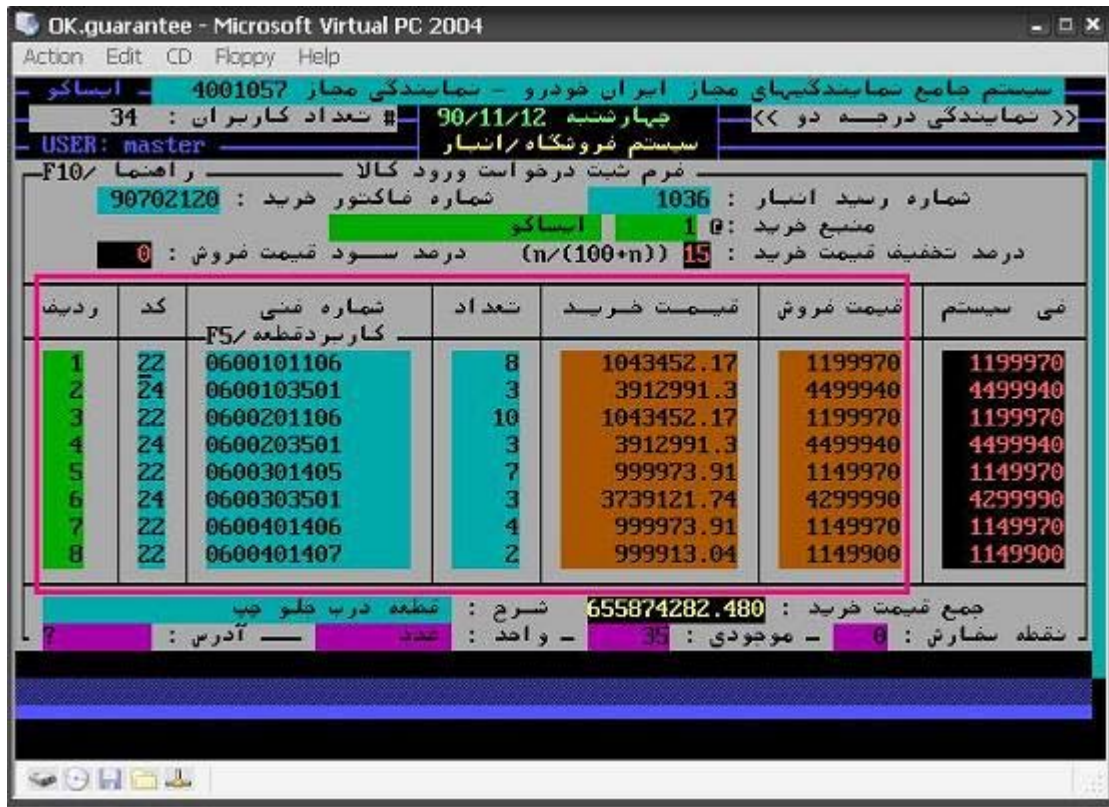 OK.guarantee - Microsoft Virtual PC 2004
Action Edit CD Floppy Help
سیستم جامع نمایندگیهای مجاز ایران خودرو - نمایندگی مجاز 4001057 ایساکو
<< نمایندگی درجه دو >> چهارشنبه 90/11/12 # تعداد کاربران : 34
سیستم فروشگاه/انبار USER: master
فرم ثبت درخواست ورود کالا راهنما /F10
شماره رسید انبار : 1036 شماره فاکتور خرید : 90702120
منبع خرید @: 1 ایساکو
درصد تخفیف قیمت خرید : 15 (n/(100+n)) درصد سود قیمت فروش : 0
ردیف کد شماره فنی تعداد قیمت خرید قیمت فروش فی سیستم
کاربردقطعه /F5
1 22 0600101106 8 1043452.17 1199970 1199970
2 24 0600103501 3 3912991.3 4499940 4499940
3 22 0600201106 10 1043452.17 1199970 1199970
4 24 0600203501 3 3912991.3 4499940 4499940
5 22 0600301405 7 999973.91 1149970 1149970
6 24 0600303501 3 3739121.74 4299990 4299990
7 22 0600401406 4 999973.91 1149970 1149970
8 22 0600401407 2 999913.04 1149900 1149900
جمع قیمت خرید : 655874282.480 شرح : قطعه درب جلو چپ
نقطه سفارش : 0 - موجودی : 35 - واحد : عدد آدرس : ?